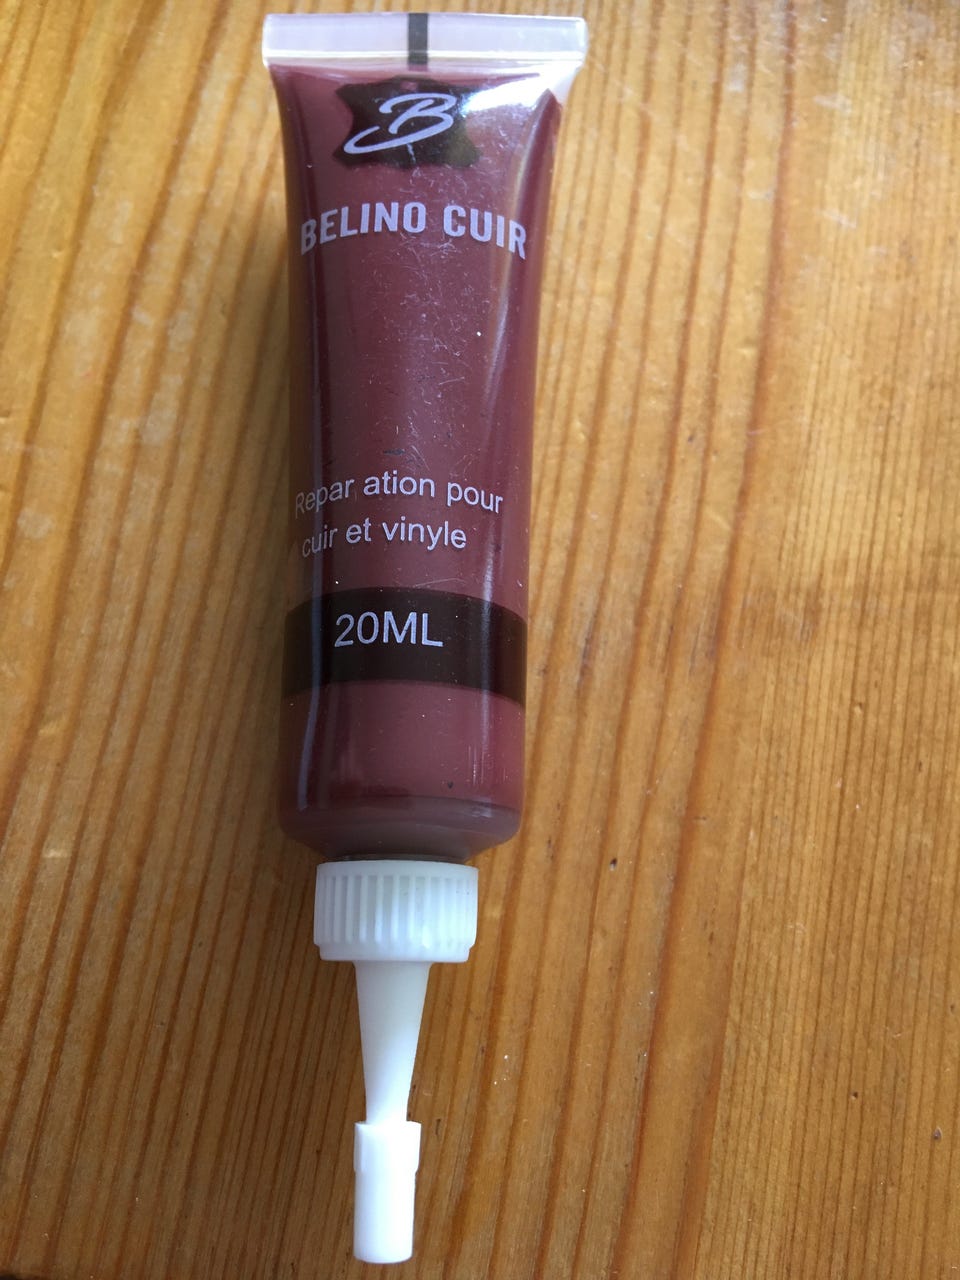 B
BELINO CUIR
Repar ation pour
cuir et vinyle
20ML